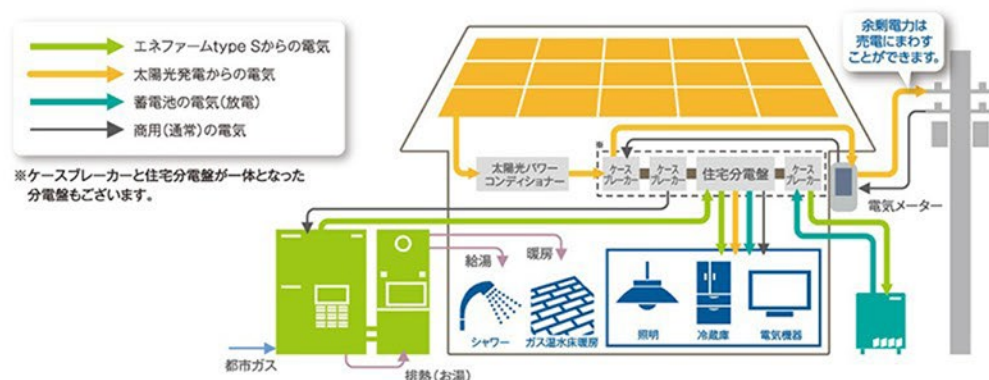 エネファームtype Sからの電気
太陽光発電からの電気
蓄電池の電気(放電)
商用(通常)の電気
※ケースブレーカーと住宅分電盤が一体となった
分電盤もございます。
余剰電力は
売電にまわす
ことができます。
太陽光パワー
コンディショナー
※
ケース
ブレーカー
ケース
ブレーカー
住宅分電盤
ケース
ブレーカー
電気メーター
給湯
暖房
シャワー
ガス温水床暖房
照明
冷蔵庫
電気機器
都市ガス
排熱(お湯)